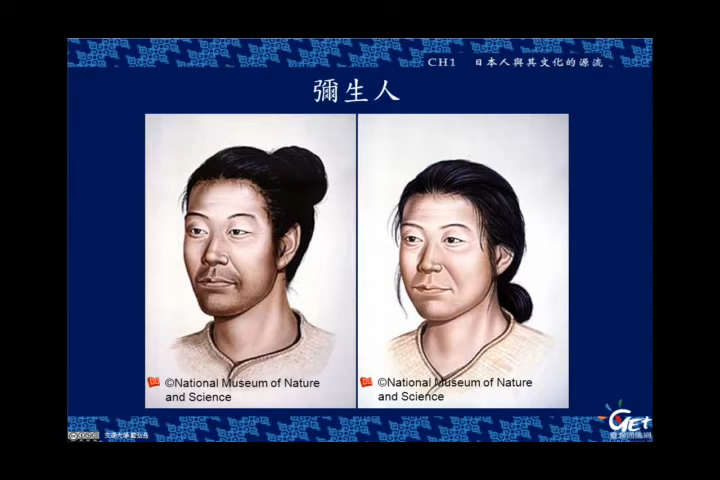 CH1 日本人與其文化的源流
彌生人
©National Museum of Nature
and Science
©National Museum of Nature
and Science
GET